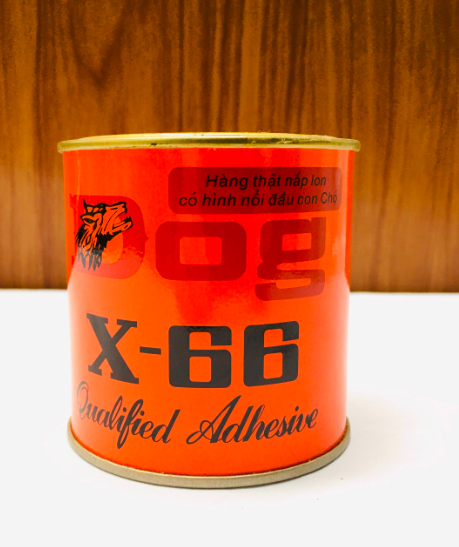 Hàng thật nắp lon
có hình nổi đầu con Chó
Dog
X-66
Qualified Adhesive